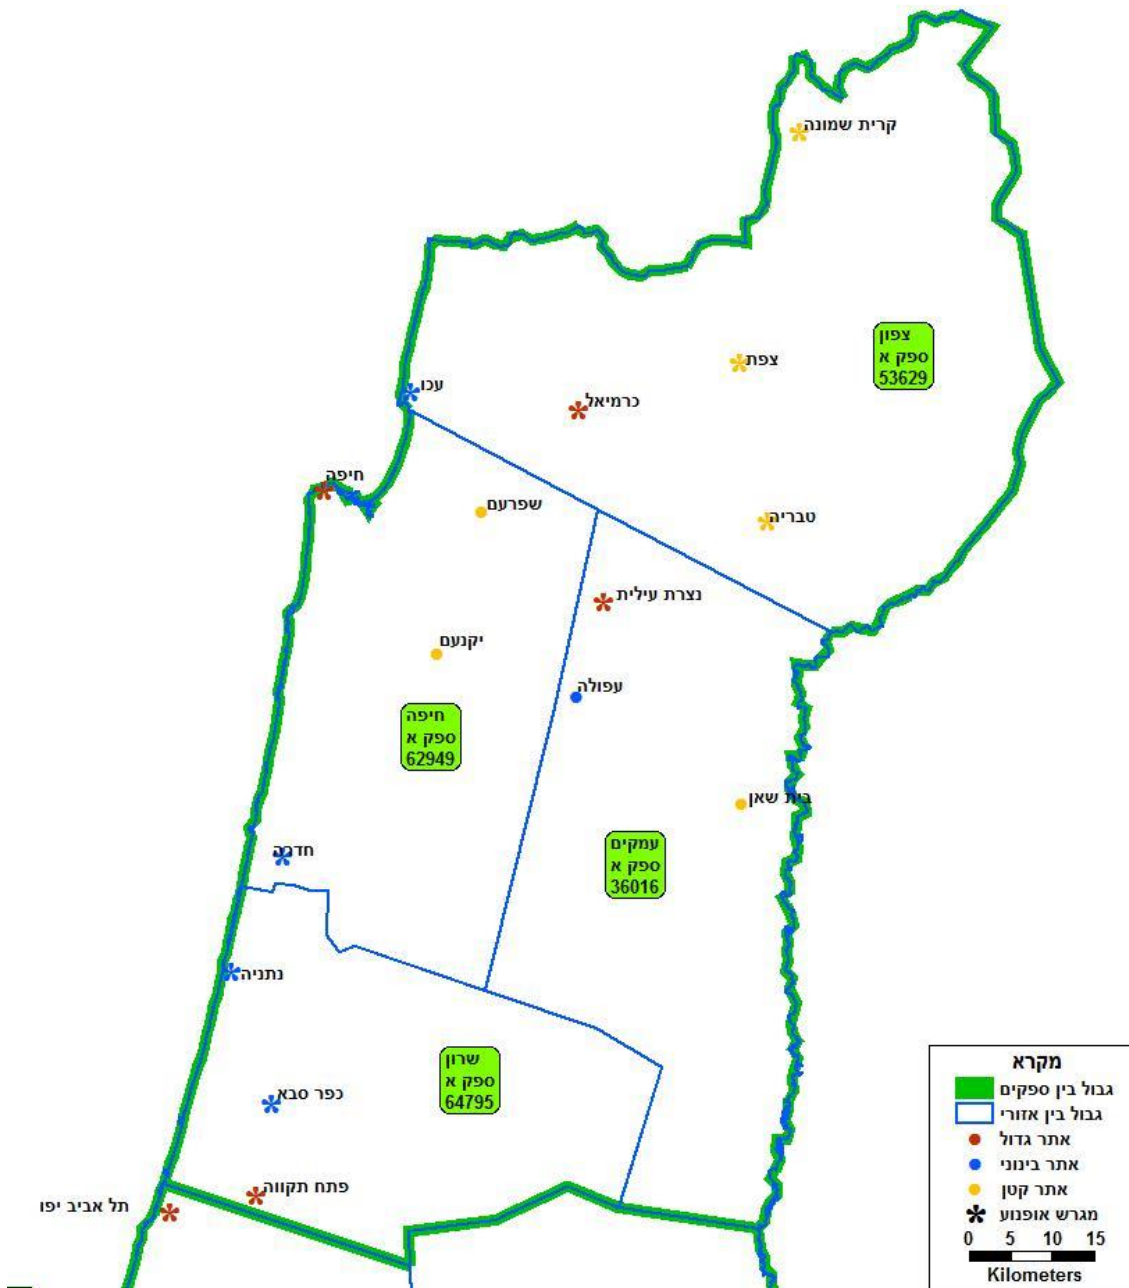 קרית שמונה
צפון
ספק א
53629
צפת
עכו
כרמיאל
חיפה
שפרעם
טבריה
נצרת עילית
יקנעם
עפולה
חיפה
ספק א
62949
בית שאן
עמקים
ספק א
36016
חדרה
נתניה
שרון
ספק א
64795
כפר סבא
פתח תקווה
תל אביב יפו
מקרא
גבול בין ספקים
גבול בין אזורי
אתר גדול
אתר בינוני
אתר קטן
מגרש אופנוע
0 5 10 15
Kilometers